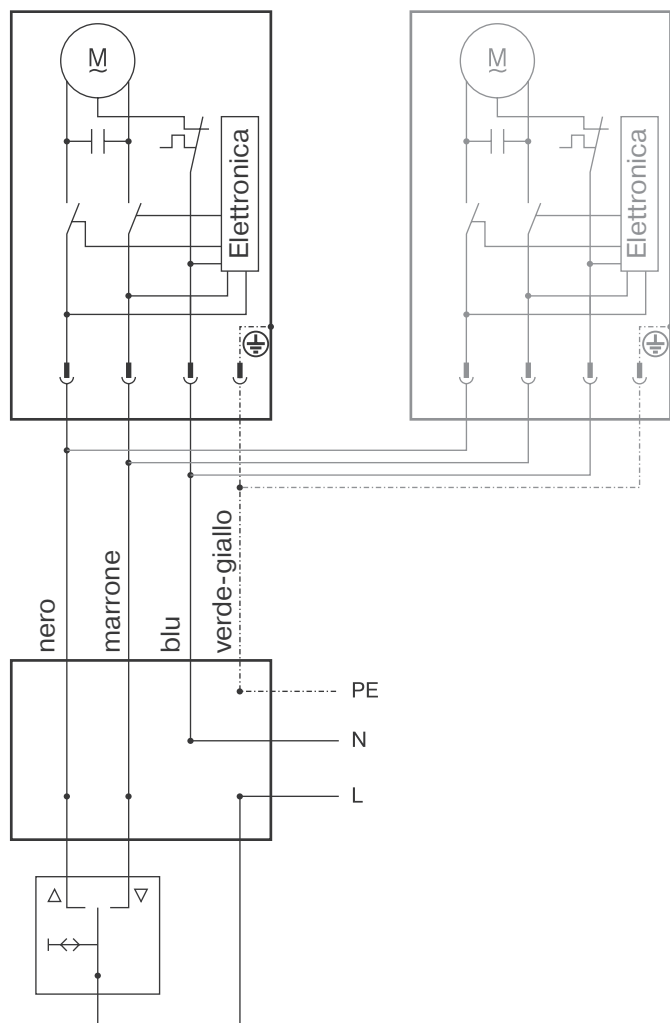 M
~
M
~
Elettronica
Elettronica
nero
marrone
blu
verde-giallo
PE
N
L